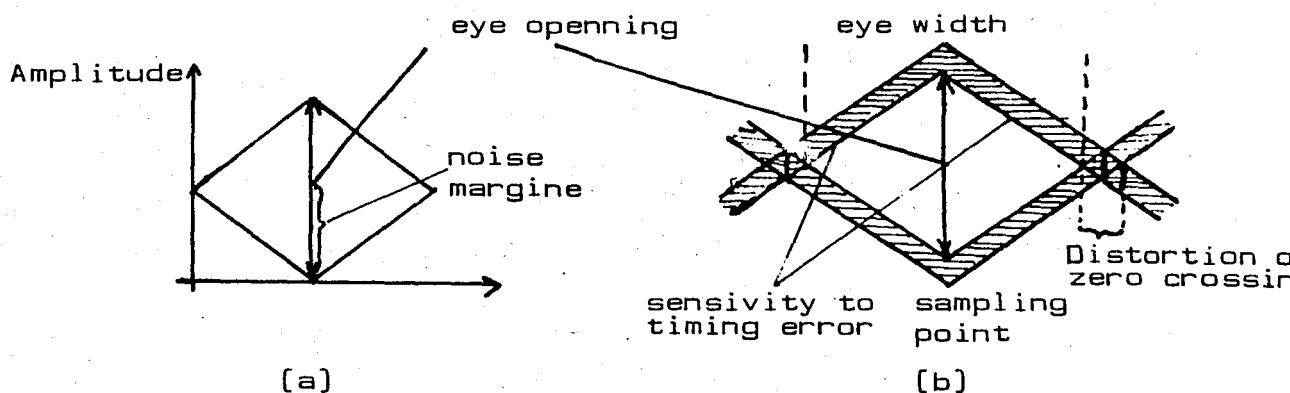 eye openning
eye width
Amplitude
noise
margine
Distortion o
zero crossin
sensivity to
timing error
sampling
point
(a)
(b)